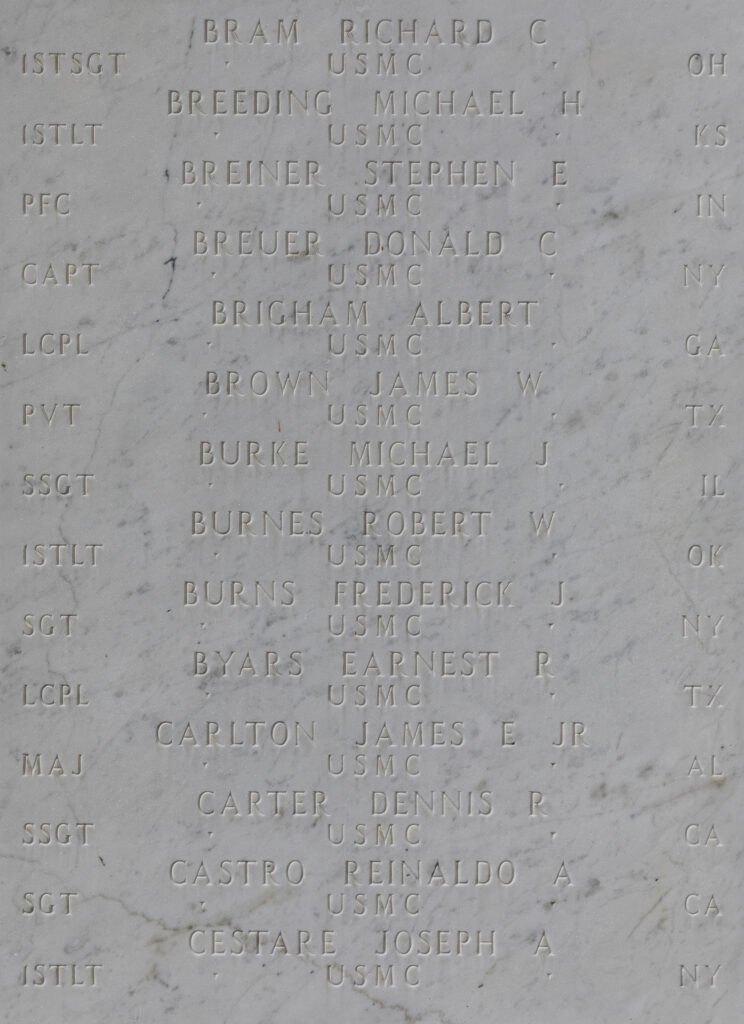 BRAM RICHARD C
1STSGT · USMC · OH
BREEDING MICHAEL H
1STLT · USMC · KS
BREINER STEPHEN E
PFC · USMC · IN
BREUER DONALD C
CAPT · USMC · NY
BRIGHAM ALBERT
LCPL · USMC · GA
BROWN JAMES W
PVT · USMC · TX
BURKE MICHAEL J
SSGT · USMC · IL
BURNES ROBERT W
1STLT · USMC · OK
BURNS FREDERICK J
SGT · USMC · NY
BYARS EARNEST R
LCPL · USMC · TX
CARLTON JAMES E JR
MAJ · USMC · AL
CARTER DENNIS R
SSGT · USMC · CA
CASTRO REINALDO A
SGT · USMC · CA
CESTARE JOSEPH A
1STLT · USMC · NY